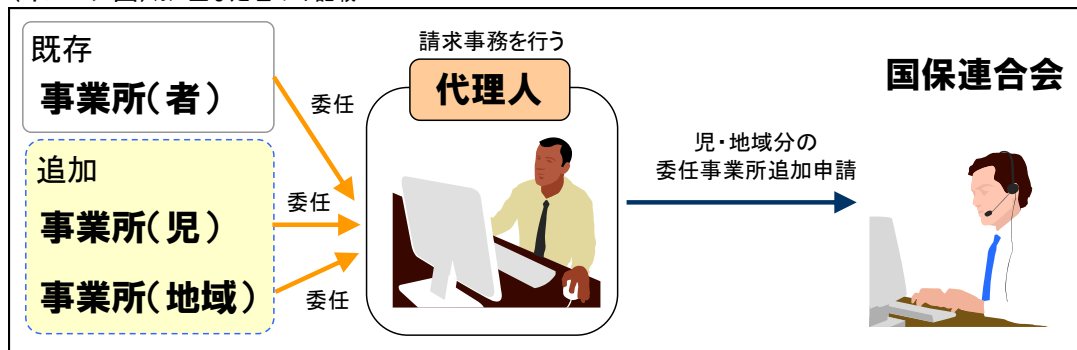 既存
事業所(者)
追加
事業所(児)
事業所(地域)
委任
委任
委任
請求事務を行う
代理人
児・地域分の
委任事業所追加申請
国保連合会